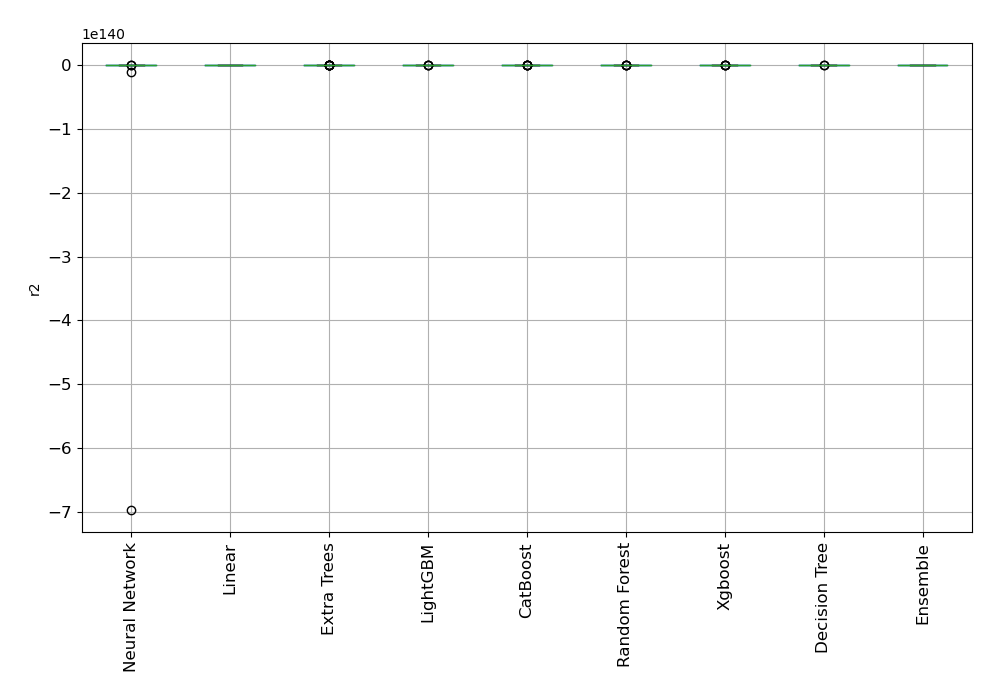 1e140
0
−1
−2
−3
−4
−5
−6
−7
r2
Neural Network
Linear
Extra Trees
LightGBM
CatBoost
Random Forest
Xgboost
Decision Tree
Ensemble